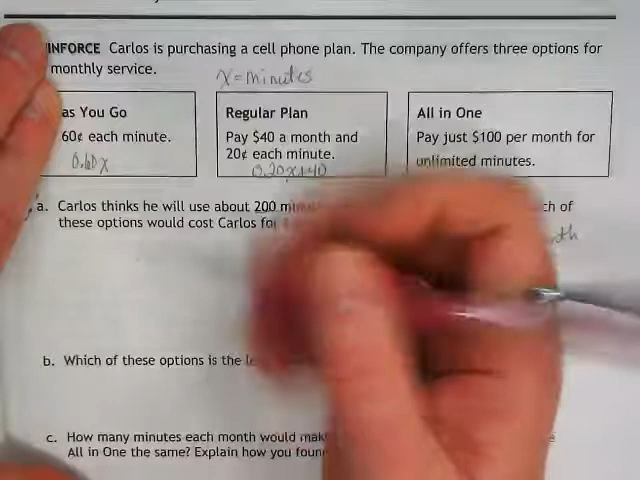 INFORCE Carlos is purchasing a cell phone plan. The company offers three options for
monthly service.
x = minutes
as You Go
60¢ each minute.
0.60x
Regular Plan
Pay $40 a month and
20¢ each minute.
0.20x+40
All in One
Pay just $100 per month for
unlimited minutes.
a. Carlos thinks he will use about 200 ch of
these options would cost Carlos
b. Which of these options is the
c. How many minutes each month would
All in One the same? Explain how you